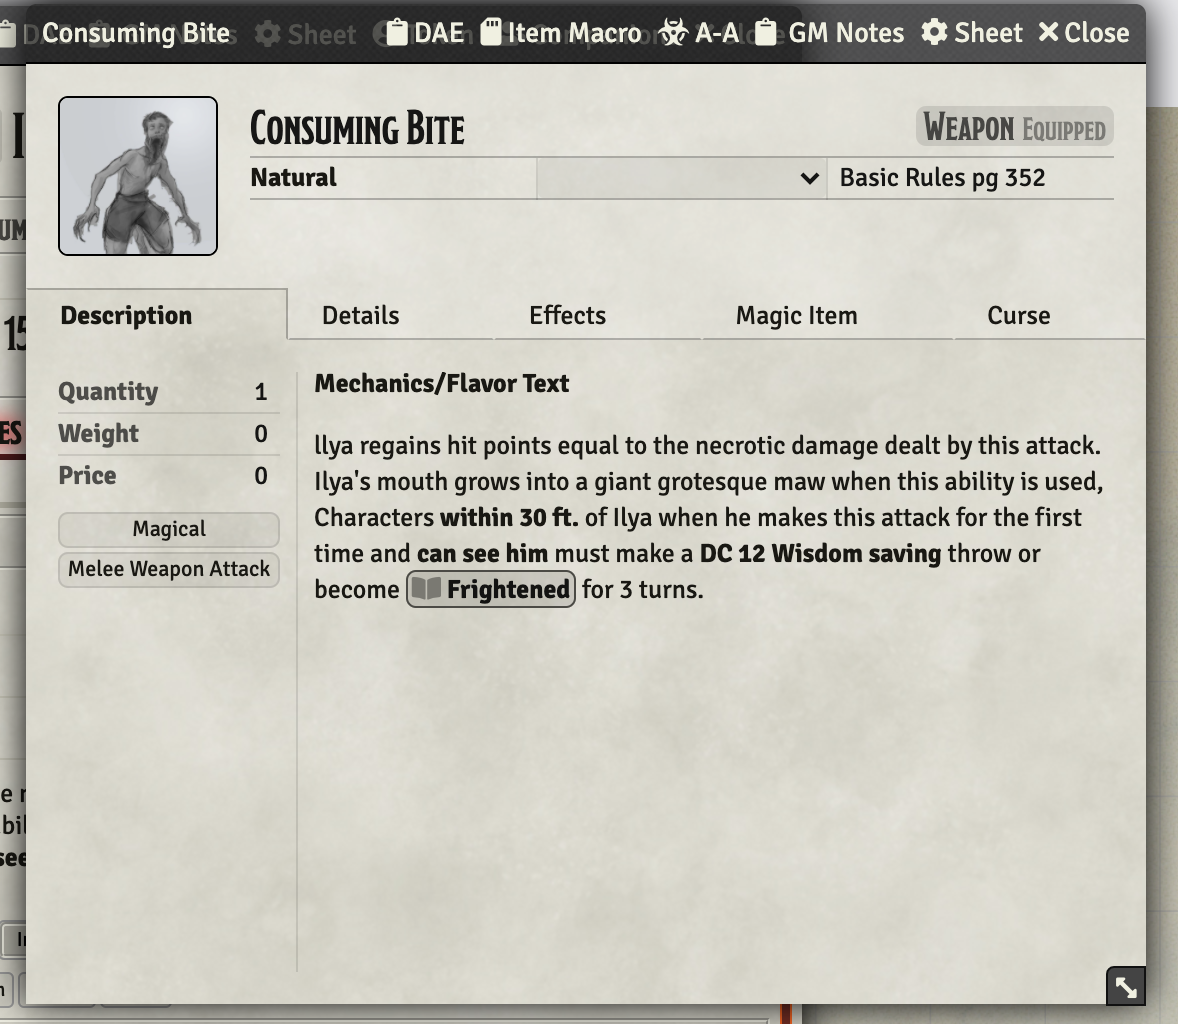 Consuming Bite DAE Item Macro A-A GM Notes Sheet Close
Consuming Bite Weapon Equipped
Natural Basic Rules pg 352
Description Details Effects Magic Item Curse
Quantity 1
Weight 0
Price 0
Magical
Melee Weapon Attack
Mechanics/Flavor Text
llya regains hit points equal to the necrotic damage dealt by this attack.
Ilya's mouth grows into a giant grotesque maw when this ability is used,
Characters within 30 ft. of Ilya when he makes this attack for the first
time and can see him must make a DC 12 Wisdom saving throw or
become Frightened for 3 turns.
15